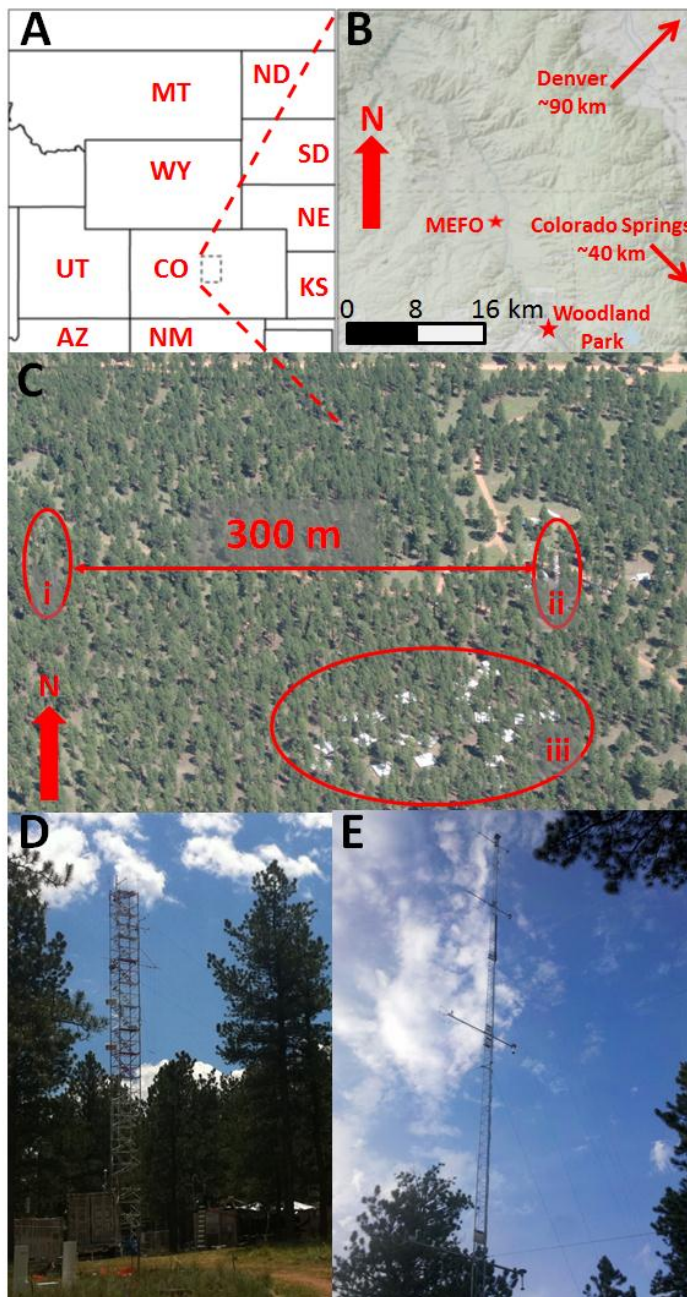 A
MT
ND
SD
WY
NE
UT
CO
KS
AZ
NM
B
Denver
~90 km
N
MEFO
Colorado Springs
~40 km
0 8 16 km
Woodland
Park
C
300 m
i
ii
N
iii
D
E